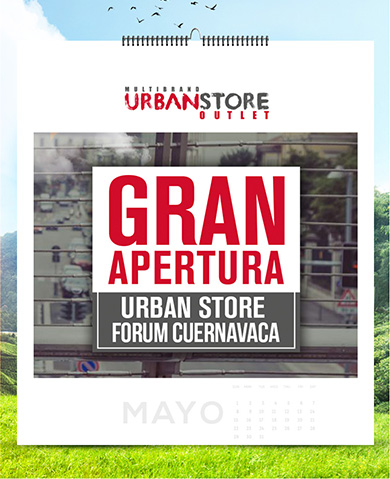 MULTIBRAND
URBANSTORE
OUTLET
GRAN
APERTURA
URBAN STORE
FORUM CUERNAVACA
MAYO